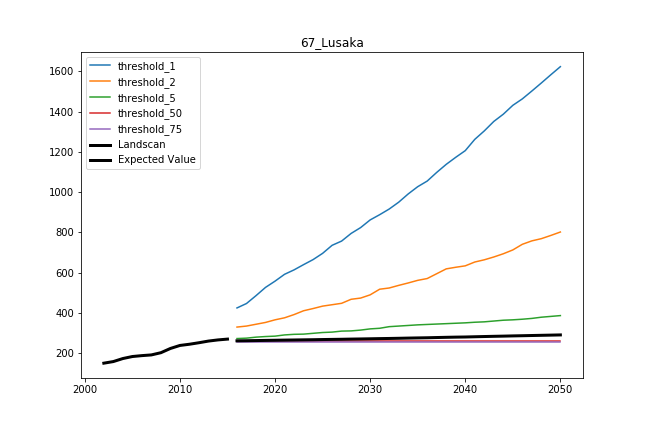 67_Lusaka
threshold_1
threshold_2
threshold_5
threshold_50
threshold_75
Landscan
Expected Value
1600
1400
1200
1000
800
600
400
200
2000 2010 2020 2030 2040 2050